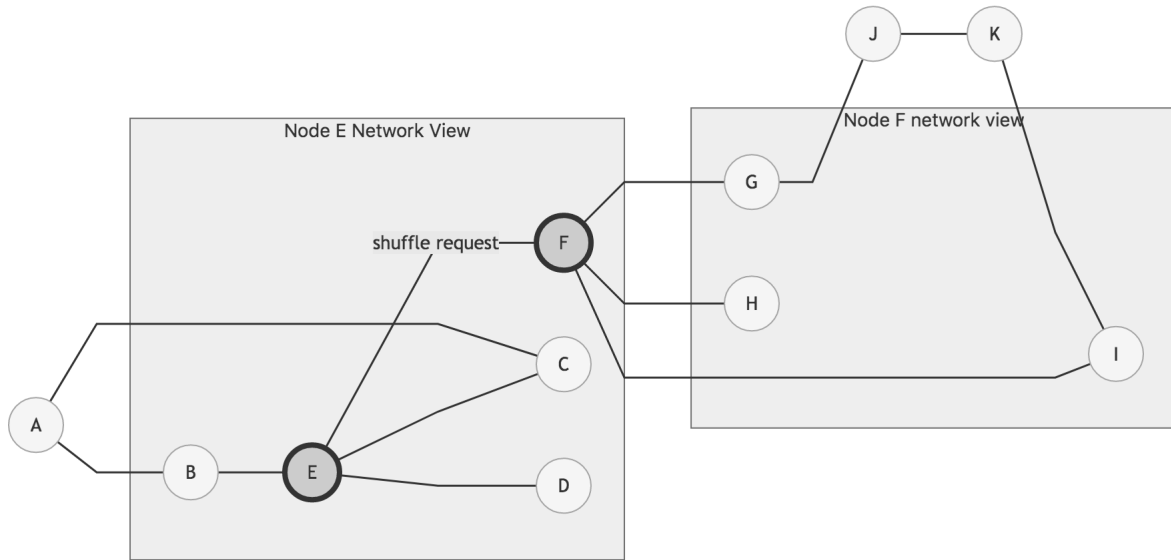 J
K
Node F network view
Node E Network View
G
shuffle request
F
H
C
I
A
B
E
D